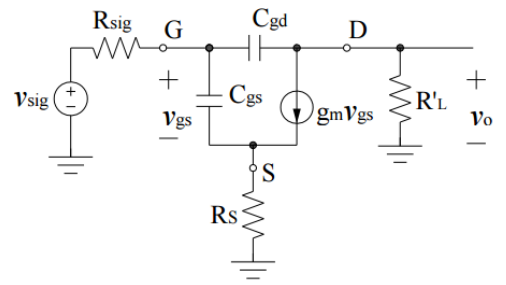 Rsig G Cgd D
+ + +
vsig − Cgs gmvgs R'L vo
vgs
− −
S
Rs